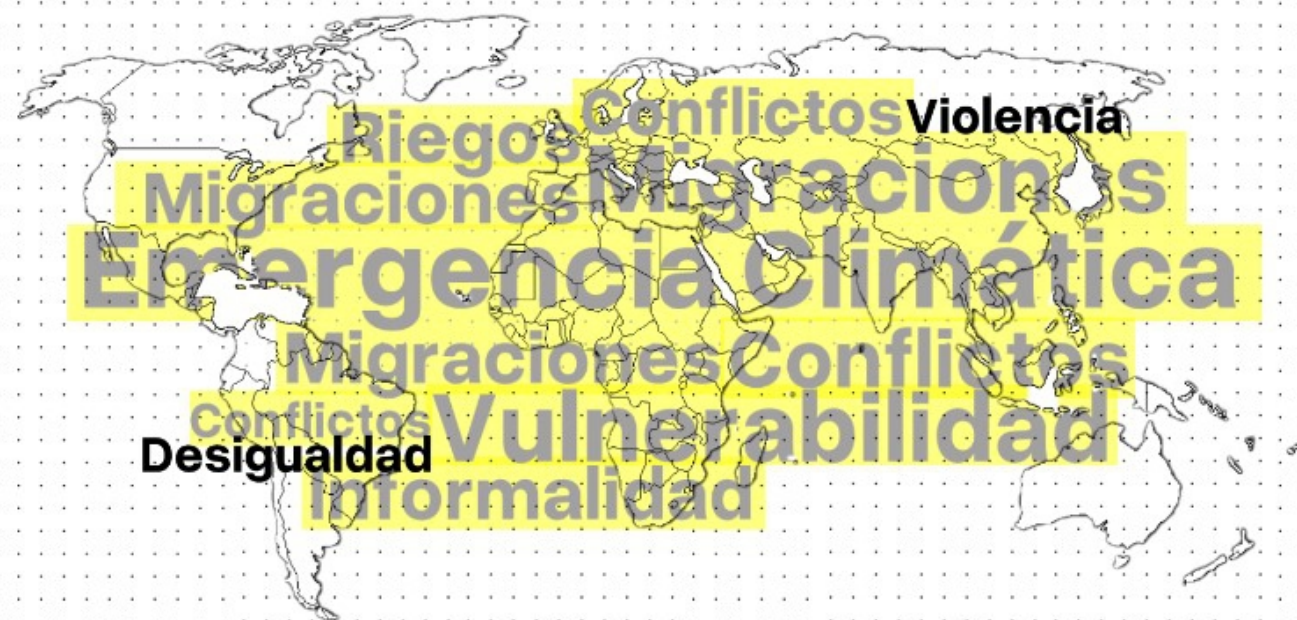 Conflictos Violencia
Riegos
Migraciones Migraciones
Emergencia Climática
Migraciones Conflictos
Conflictos Vulnerabilidad
Desigualdad
Informalidad